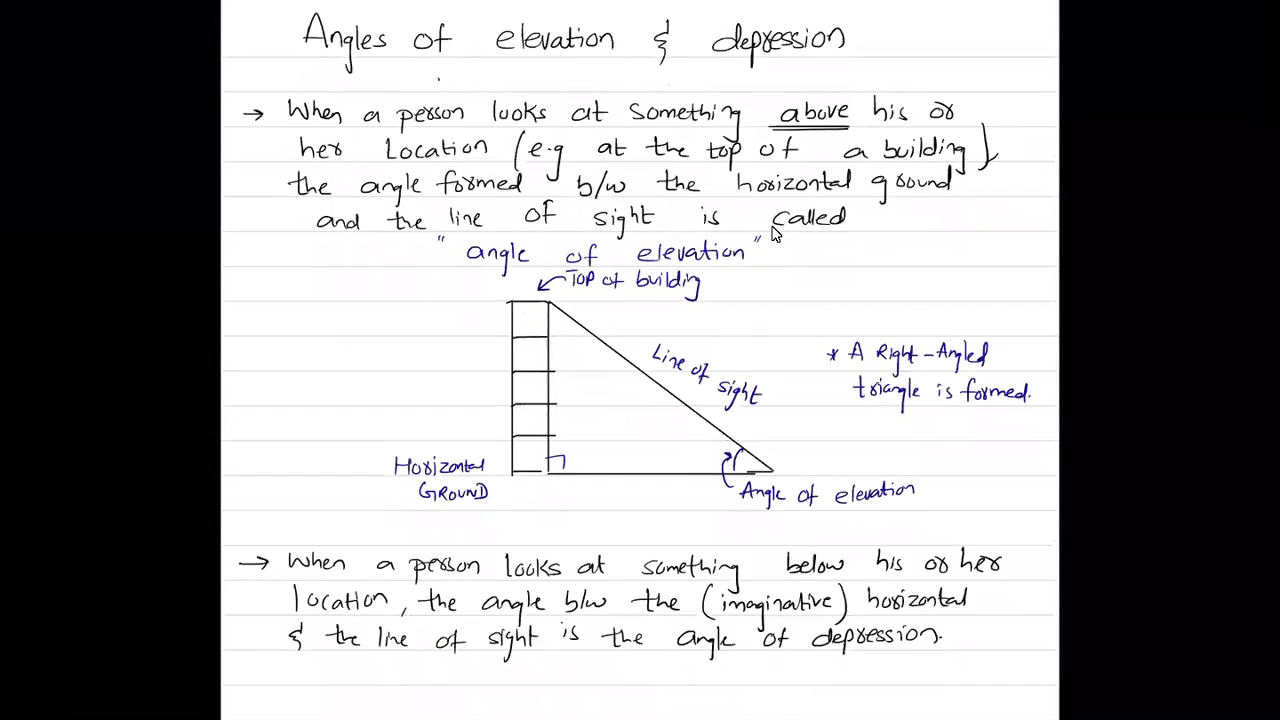 Angles of elevation & depression
→ When a person looks at something above his or
her Location (e.g at the top of a building)
the angle formed b/w the horizontal ground
and the line of sight is called
"angle of elevation"
Top of building
Line of sight
* A Right-Angled
triangle is formed.
Horizontal
GROUND
Angle of elevation
→ When a person looks at something below his or her
location, the angle b/w the (imaginative) horizontal
& the line of sight is the angle of depression.